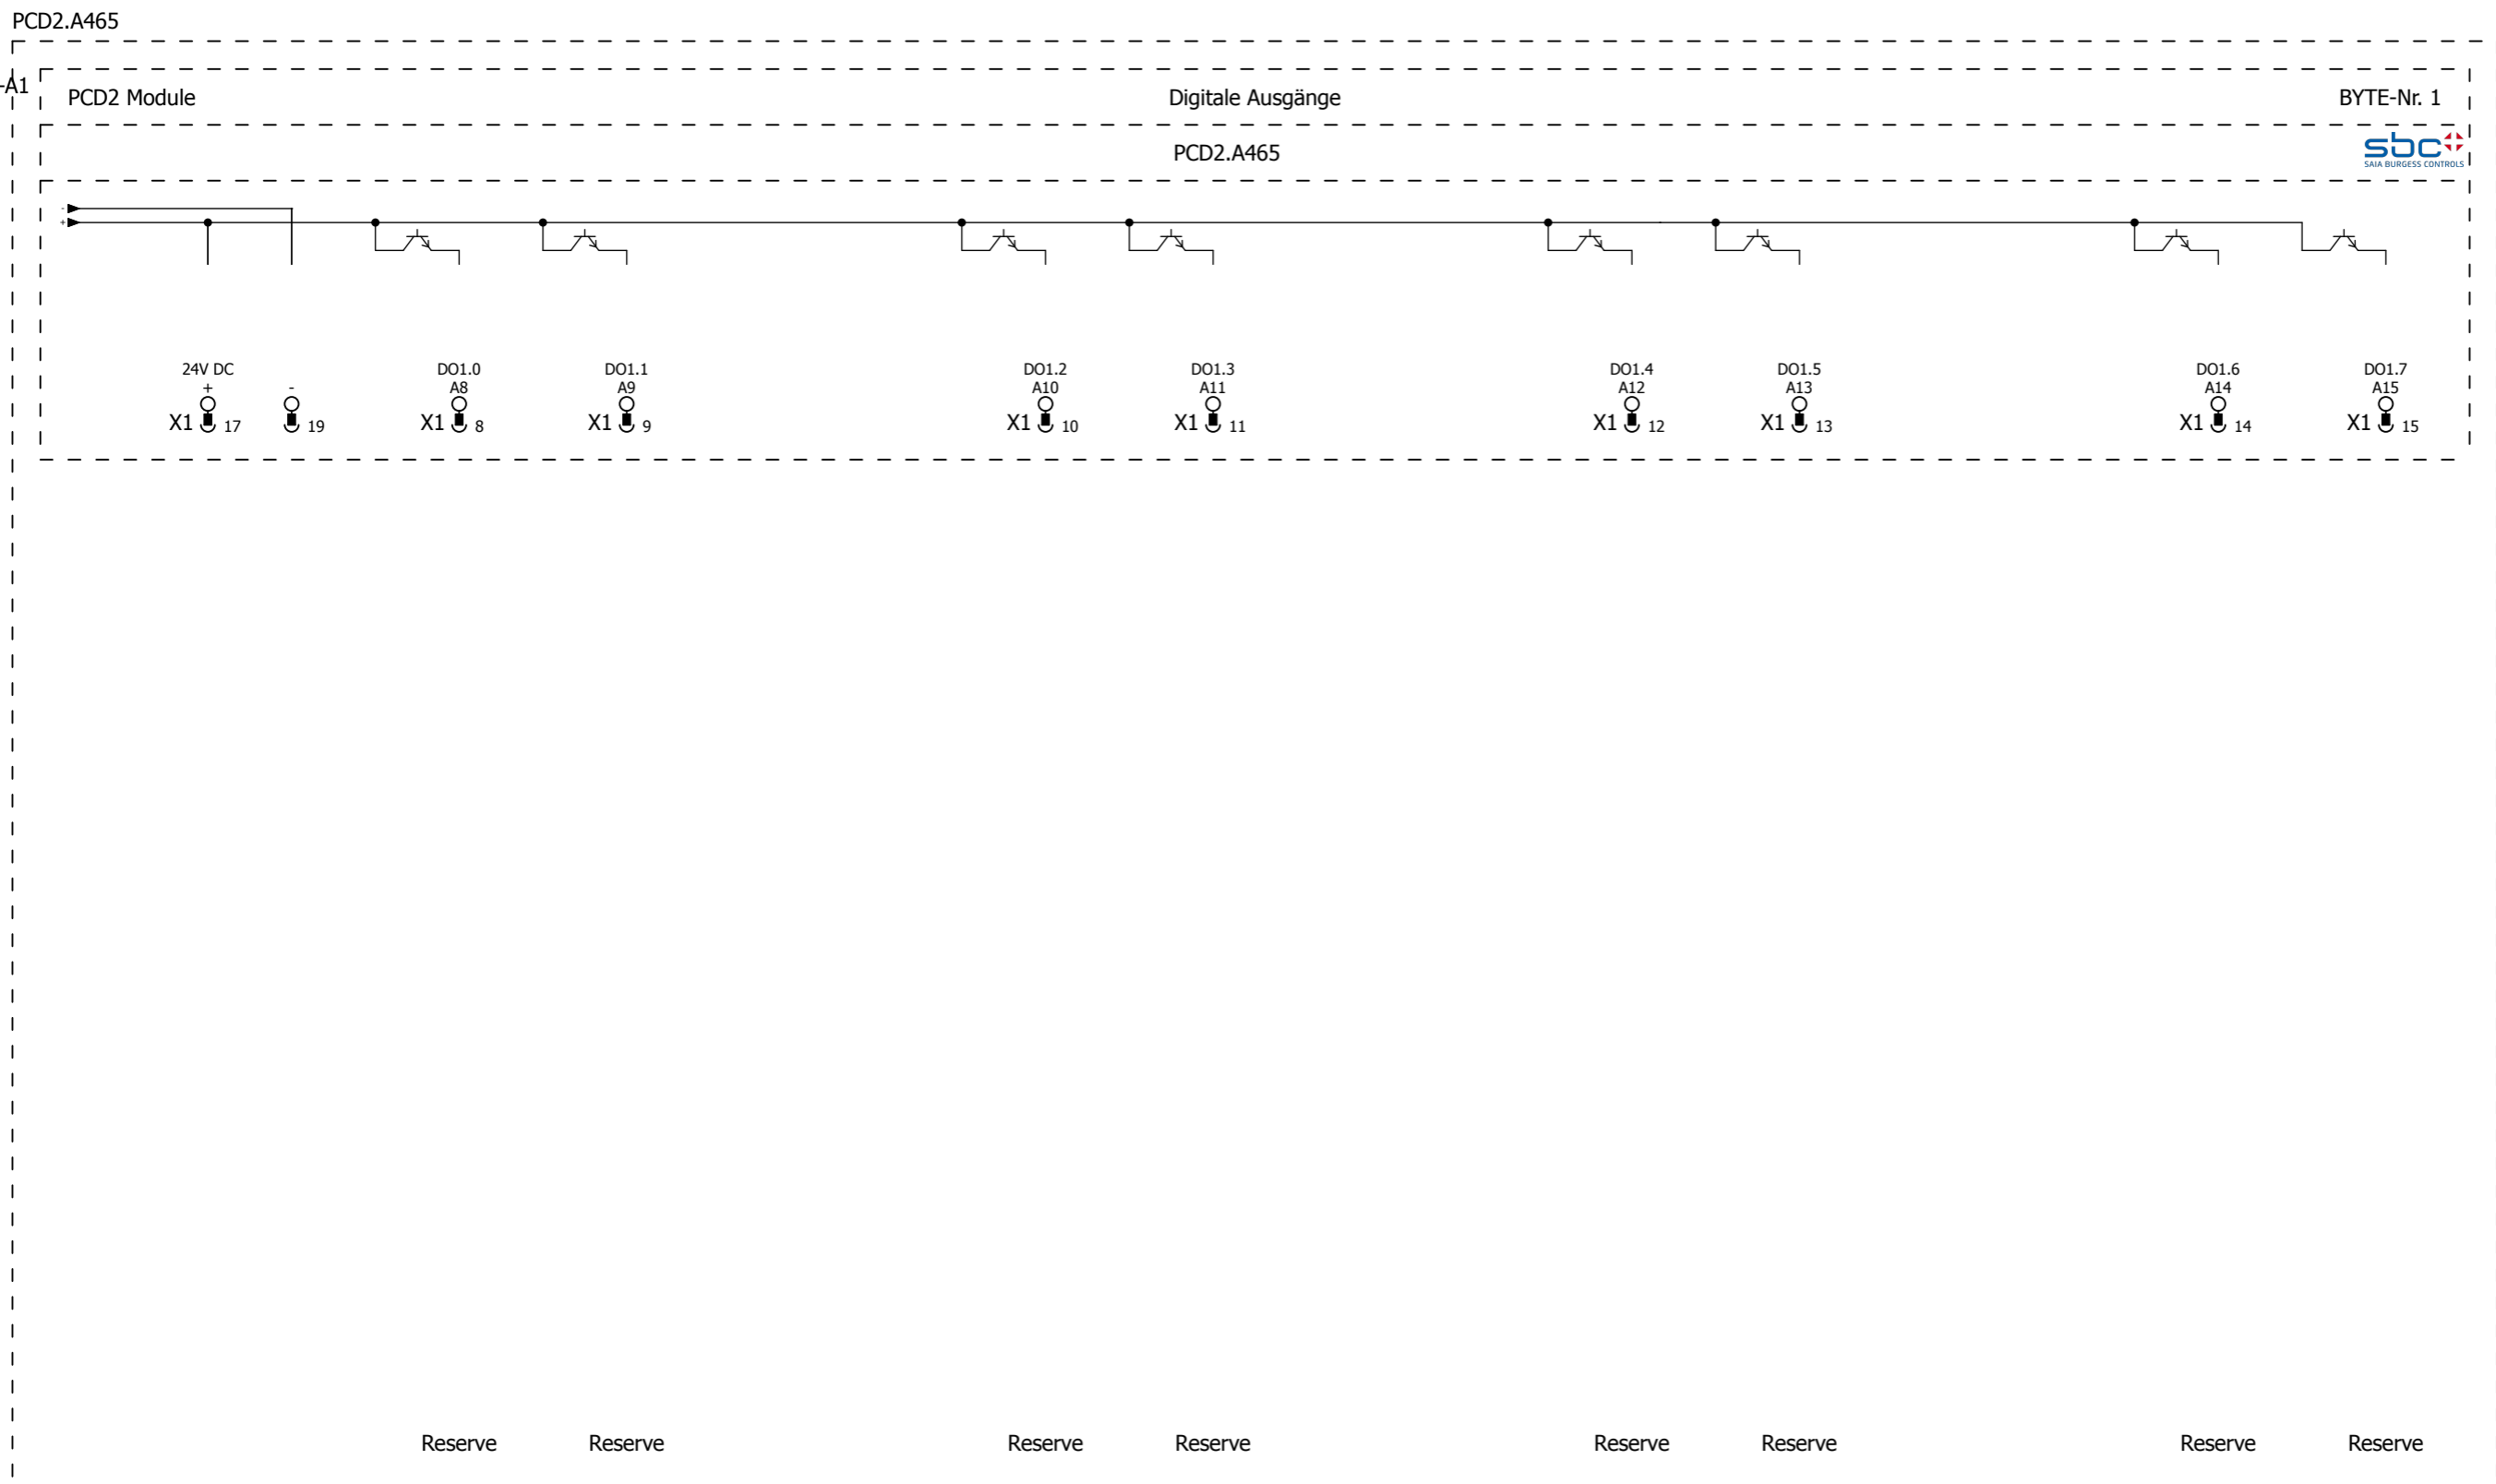 PCD2.A465
-A1
PCD2 Module Digitale Ausgänge BYTE-Nr. 1
PCD2.A465
sbc
SAIA BURGESS CONTROLS
-
+
24V DC DO1.0 DO1.1 DO1.2 DO1.3 DO1.4 DO1.5 DO1.6 DO1.7
+ - A8 A9 A10 A11 A12 A13 A14 A15
X1 17 19 X1 8 X1 9 X1 10 X1 11 X1 12 X1 13 X1 14 X1 15
Reserve Reserve Reserve Reserve Reserve Reserve Reserve Reserve